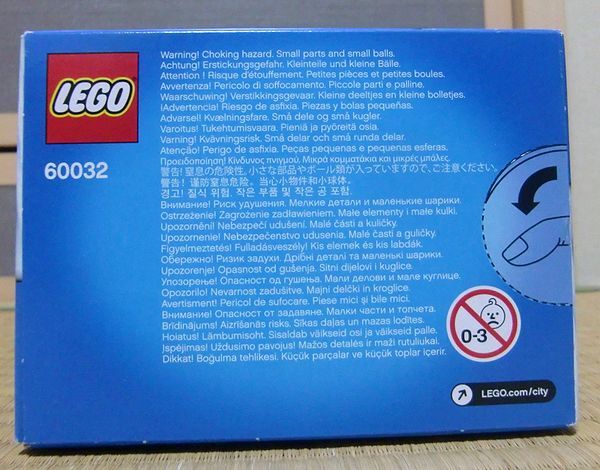 LEGO
60032
Warning! Choking hazard. Small parts and small balls.
Achtung! Erstickungsgefahr. Kleinteile und kleine Bälle.
Attention ! Risque d'étouffement. Petites pièces et petites boules.
Avvertenza! Pericolo di soffocamento. Piccole parti e palline.
Waarschuwing! Verstikkingsgevaar. Kleine deeltjes en kleine bolletjes.
¡Advertencia! Riesgo de asfixia. Piezas y bolas pequeñas.
Advarsel! Kvælningsfare. Små dele og små kugler.
Varoitus! Tukehtumisvaara. Pieniä ja pyöreitä osia.
Varning! Kvävningsrisk. Små delar och små runda delar.
Atenção! Perigo de asfixia. Peças pequenas e pequenas esferas.
Προειδοποίηση! Κίνδυνος πνιγμού. Μικρά κομματάκια και μικρές μπάλες.
警告! 窒息の危険性。小さな部品やボール類が入っていますので、ご注意ください。
警告! 谨防窒息危险。当心小物件和小球体。
경고! 질식 위험. 작은 부품 및 작은 공 포함.
Внимание! Риск удушения. Мелкие детали и маленькие шарики.
Ostrzeżenie! Zagrożenie zadławieniem. Małe elementy i małe kulki.
Upozornění! Nebezpečí udušení. Malé části a kuličky.
Upozornenie! Nebezpečenstvo udusenia. Malé časti a guličky.
Figyelmeztetés! Fulladásveszély! Kis elemek és kis labdák.
Обережно! Ризик задухи. Дрібні деталі та маленькі шарики.
Upozorenje! Opasnost od gušenja. Sitni dijelovi i kuglice.
Упозорење! Опасност од гушења. Мали делови и мале куглице.
Opozorilo! Nevarnost zadušitve. Majhni delčki in kroglice.
Avertisment! Pericol de sufocare. Piese mici și bile mici.
Внимание! Опасност от задавяне. Малки части и топчета.
Brīdinājums! Aizrīšanās risks. Sīkas daļas un mazas lodītes.
Hoiatus! Lämbumisoht. Sisaldab väikseid osi ja väikseid palle.
Įspėjimas! Uždusimo pavojus! Mažos detalės ir maži rutuliukai.
Dikkat! Boğulma tehlikesi. Küçük parçalar ve küçük toplar içerir.
0-3
LEGO.com/city